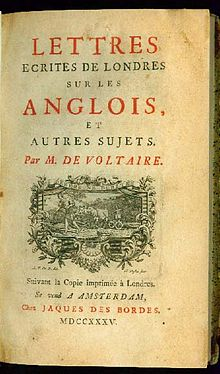 LETTRES
ECRITES DE LONDRES
SUR LES
ANGLOIS,
ET
AUTRES SUJETS.
Par M. DE VOLTAIRE.
Suivant la Copie imprimée à Londres.
Se vend A AMSTERDAM,
Chez JAQUES DES BORDES.
MDCCXXXV.